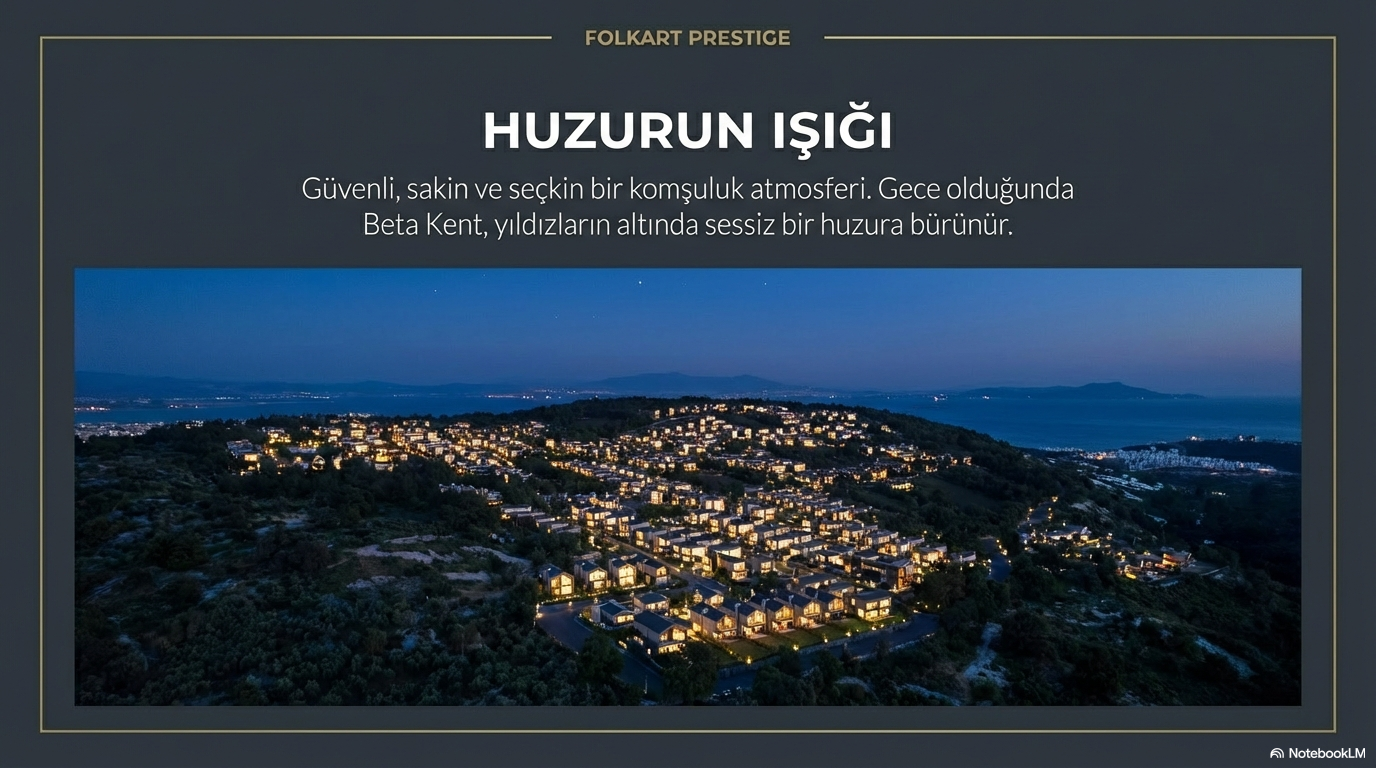 FOLKART PRESTIGE
HUZURUN IŞIĞI
Güvenli, sakin ve seçkin bir komşuluk atmosferi. Gece olduğunda
Beta Kent, yıldızların altında sessiz bir huzura bürünür.
NotebookLM